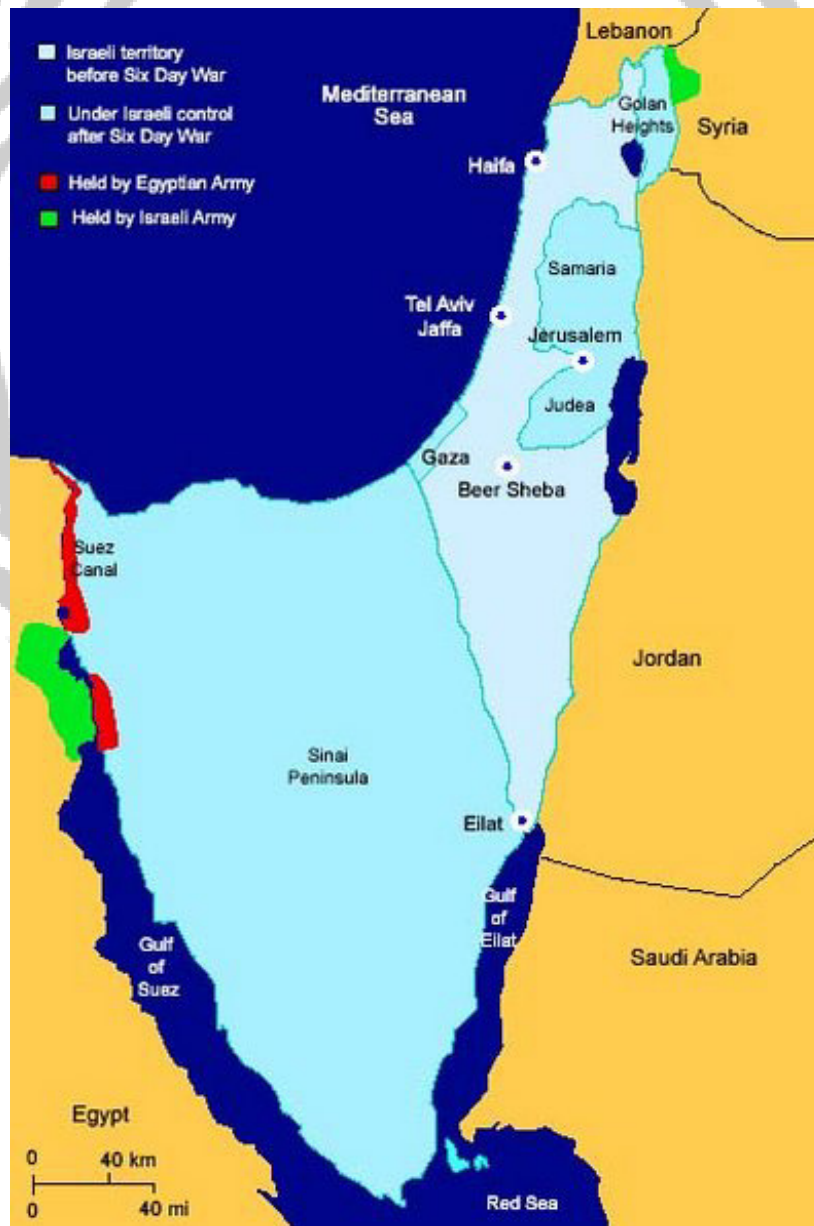 Israeli territory
before Six Day War
Under Israeli control
after Six Day War
Held by Egyptian Army
Held by Israeli Army
Lebanon
Mediterranean
Sea
Golan
Heights
Syria
Haifa
Samaria
Tel Aviv
Jaffa
Jerusalem
Judea
Gaza
Beer Sheba
Suez
Canal
Jordan
Sinai
Peninsula
Eilat
Gulf
of
Eilat
Gulf
of
Suez
Saudi Arabia
Egypt
0 40 km
0 40 mi
Red Sea